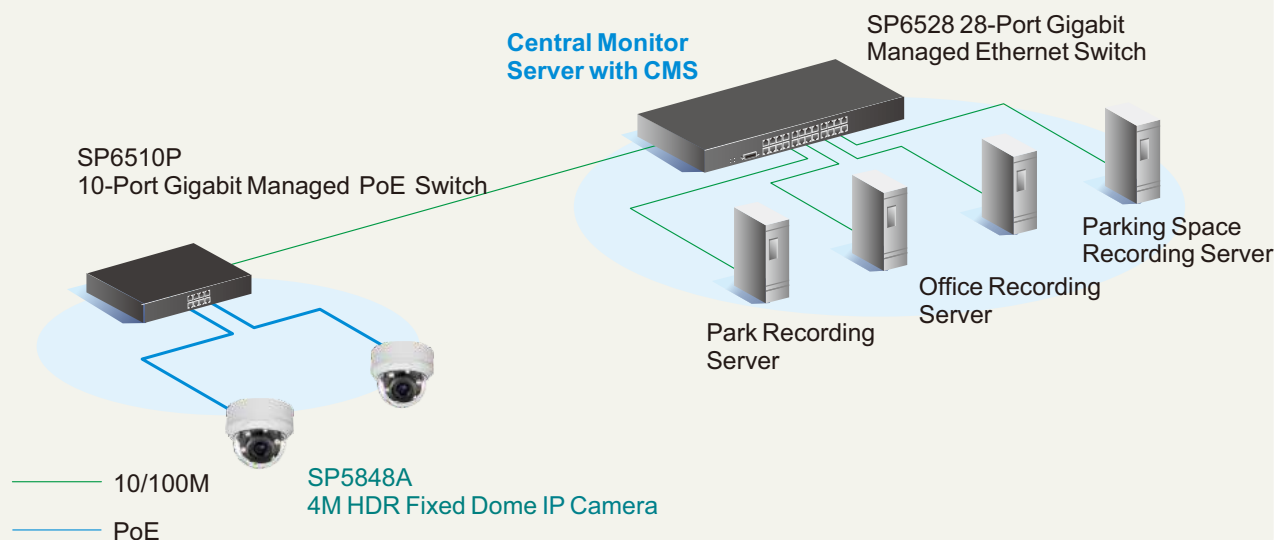 Central Monitor
Server with CMS
SP6528 28-Port Gigabit
Managed Ethernet Switch
SP6510P
10-Port Gigabit Managed PoE Switch
Parking Space
Recording Server
Office Recording
Server
Park Recording
Server
10/100M
PoE
SP5848A
4M HDR Fixed Dome IP Camera